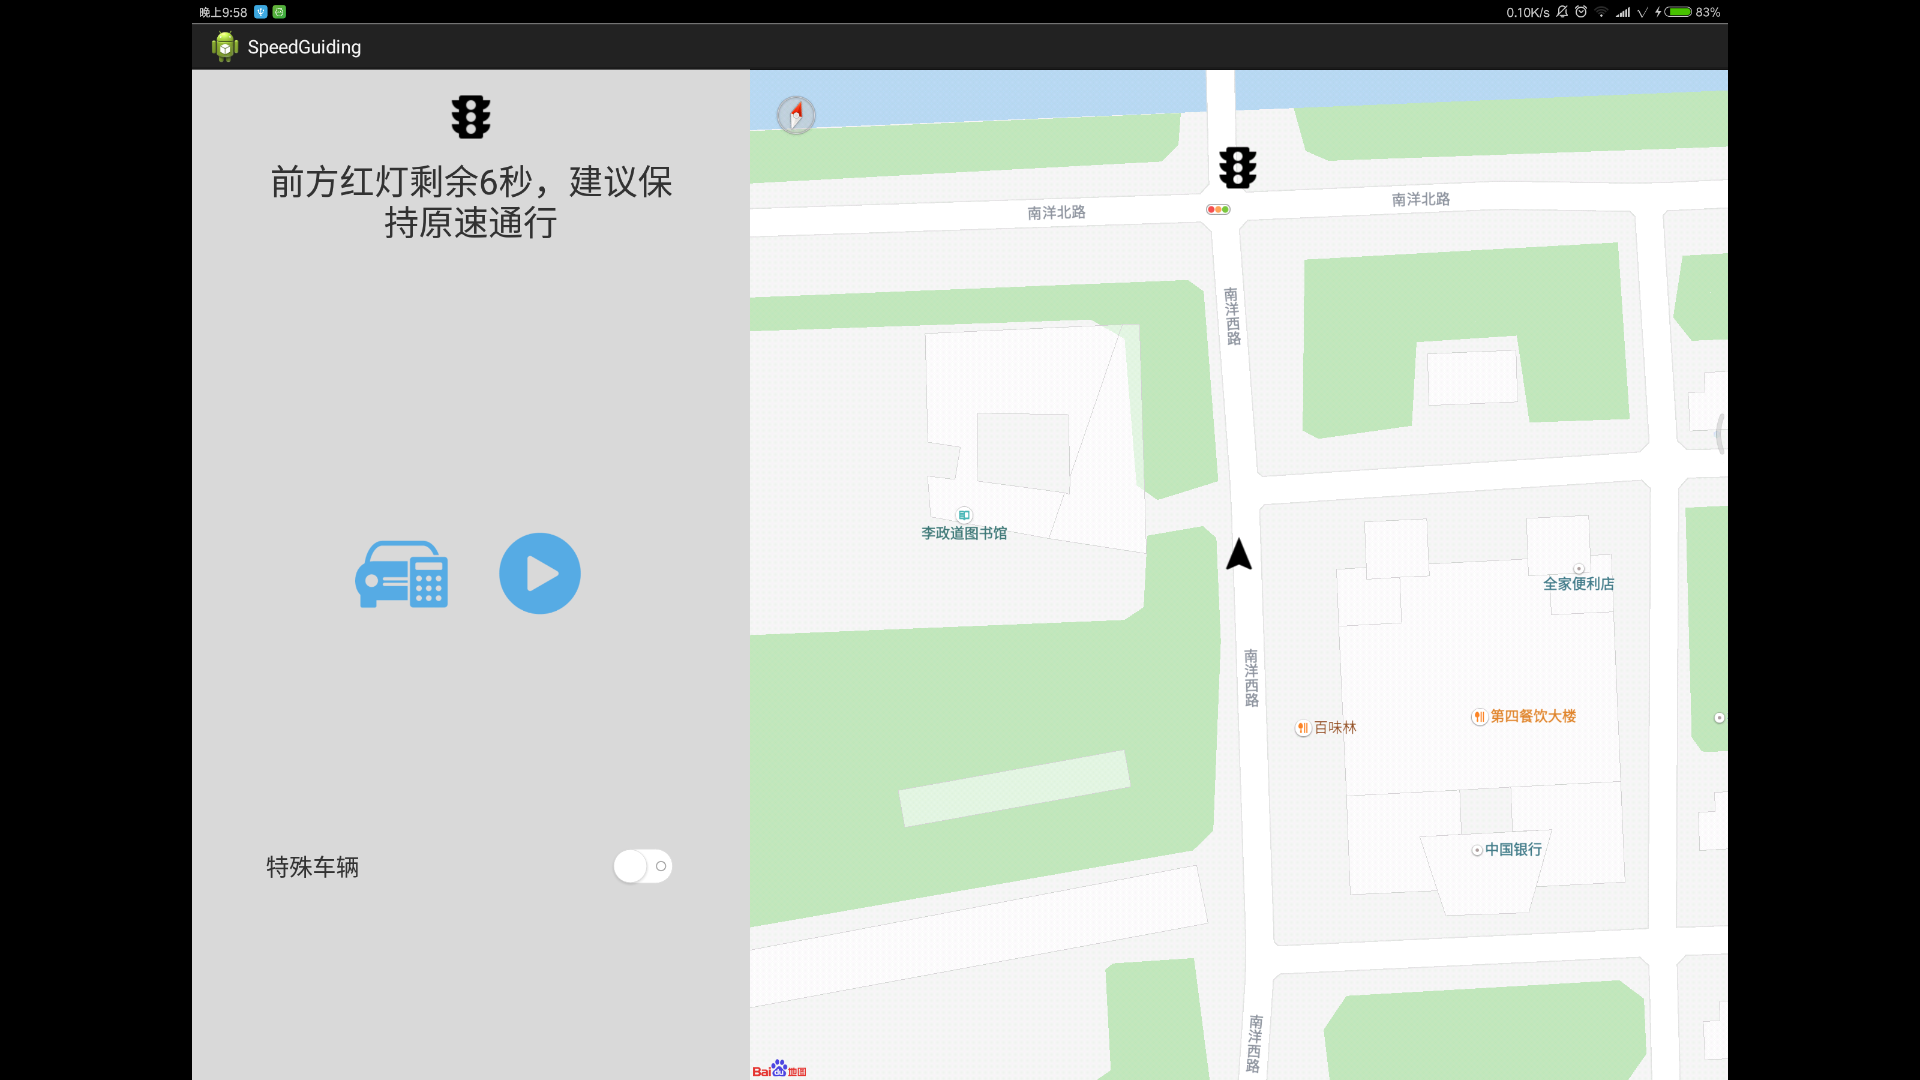 晚上9:58
0.10K/s
83%
SpeedGuiding
前方红灯剩余6秒，建议保
持原速通行
特殊车辆
南洋北路
南洋北路
南洋西路
李政道图书馆
全家便利店
南洋西路
百味林
第四餐饮大楼
中国银行
南洋西路
Bai du 地图